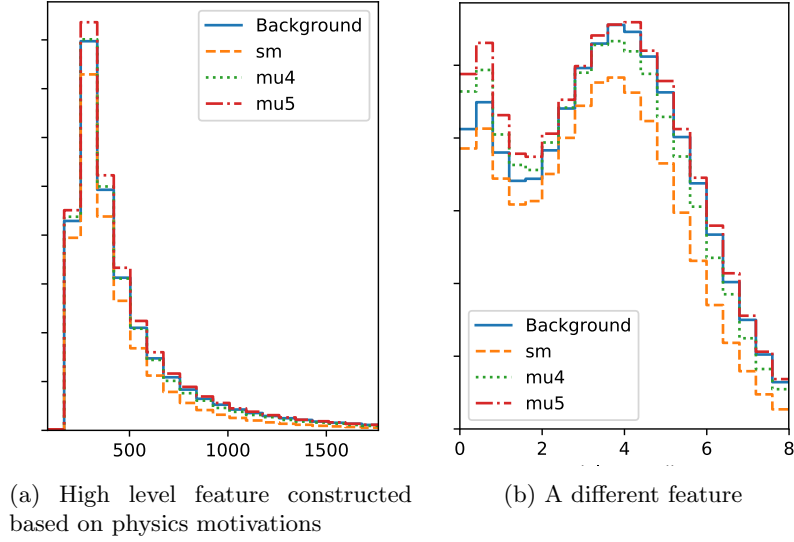 Background
sm
mu4
mu5
500
1000
1500
(a) High level feature constructed
based on physics motivations
Background
sm
mu4
mu5
0
2
4
6
8
(b) A different feature